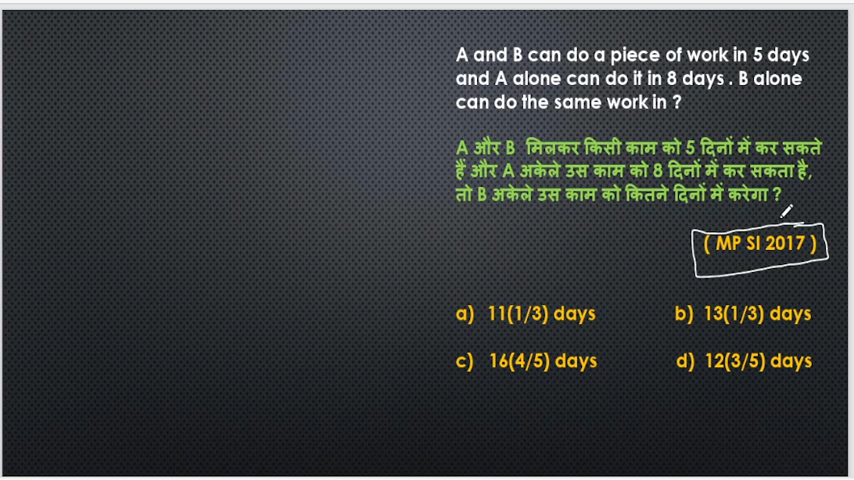 A and B can do a piece of work in 5 days
and A alone can do it in 8 days . B alone
can do the same work in ?
A और B मिलकर किसी काम को 5 दिनों में कर सकते
हैं और A अकेले उस काम को 8 दिनों में कर सकता है,
तो B अकेले उस काम को कितने दिनों में करेगा ?
( MP SI 2017 )
a) 11(1/3) days b) 13(1/3) days
c) 16(4/5) days d) 12(3/5) days